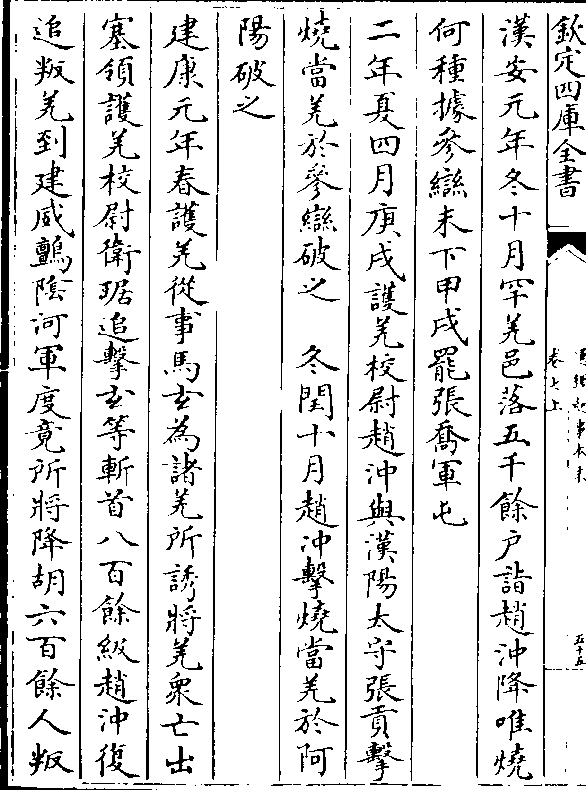 欽定四庫全書
卷七上
五十五
漢安元年冬十月罕羌邑落五千餘户詣趙沖降唯燒
何種據參䜌未下甲戌罷張喬軍屯
二年夏四月庚戌護羌校尉趙沖與漢陽太守張貢擊
燒當羌於參䜌破之　冬閏十月趙沖擊燒當羌於阿
陽破之
建康元年春護羌從事馬玄為諸羌所誘將羌衆亡出
塞領護羌校尉衛琚追擊玄等斬首八百餘級趙沖復
追叛羌到建威鸇隂河軍度竟所將降胡六百餘人叛